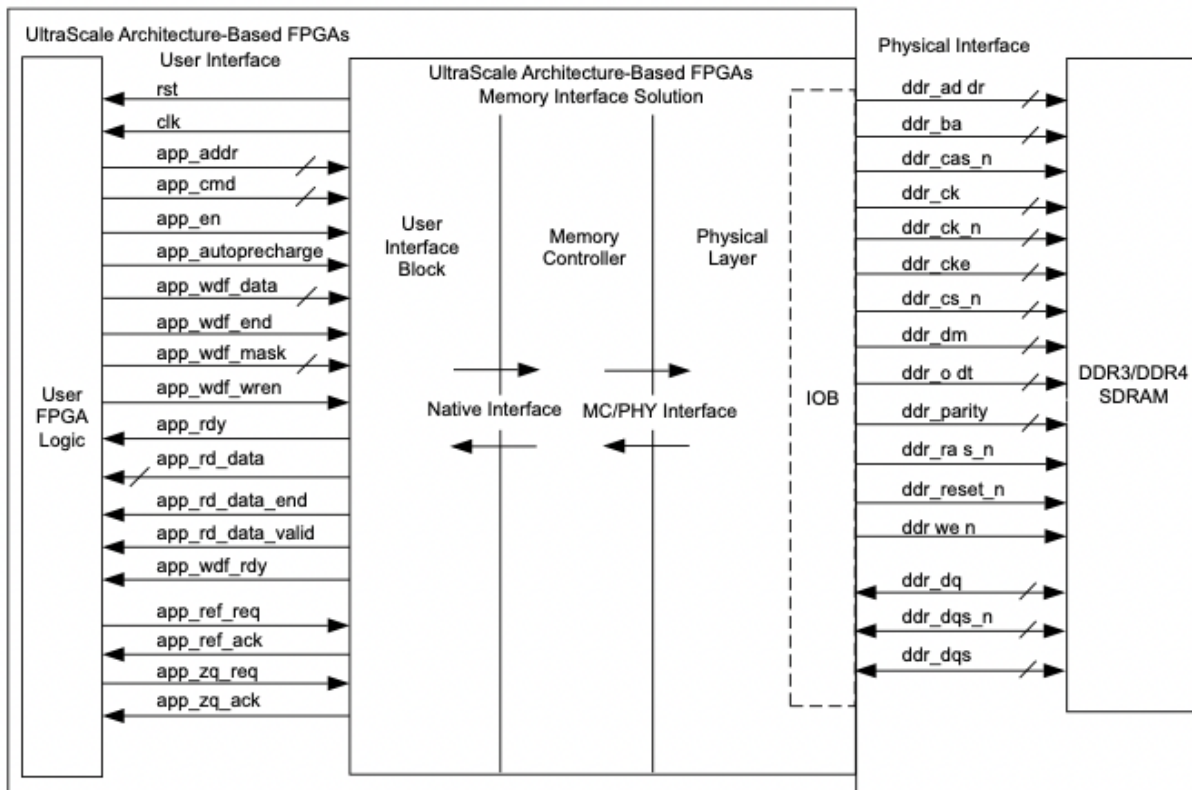 UltraScale Architecture-Based FPGAs
User Interface
Physical Interface
UltraScale Architecture-Based FPGAs
Memory Interface Solution
rst
clk
app_addr
app_cmd
app_en
app_autoprecharge
app_wdf_data
app_wdf_end
app_wdf_mask
app_wdf_wren
app_rdy
app_rd_data
app_rd_data_end
app_rd_data_valid
app_wdf_rdy
app_ref_req
app_ref_ack
app_zq_req
app_zq_ack
User
FPGA
Logic
User
Interface
Block
Memory
Controller
Physical
Layer
Native Interface
MC/PHY Interface
IOB
ddr_ad dr
ddr_ba
ddr_cas_n
ddr_ck
ddr_ck_n
ddr_cke
ddr_cs_n
ddr_dm
ddr_o dt
ddr_parity
ddr_ra s_n
ddr_reset_n
ddr we n
ddr_dq
ddr_dqs_n
ddr_dqs
DDR3/DDR4
SDRAM